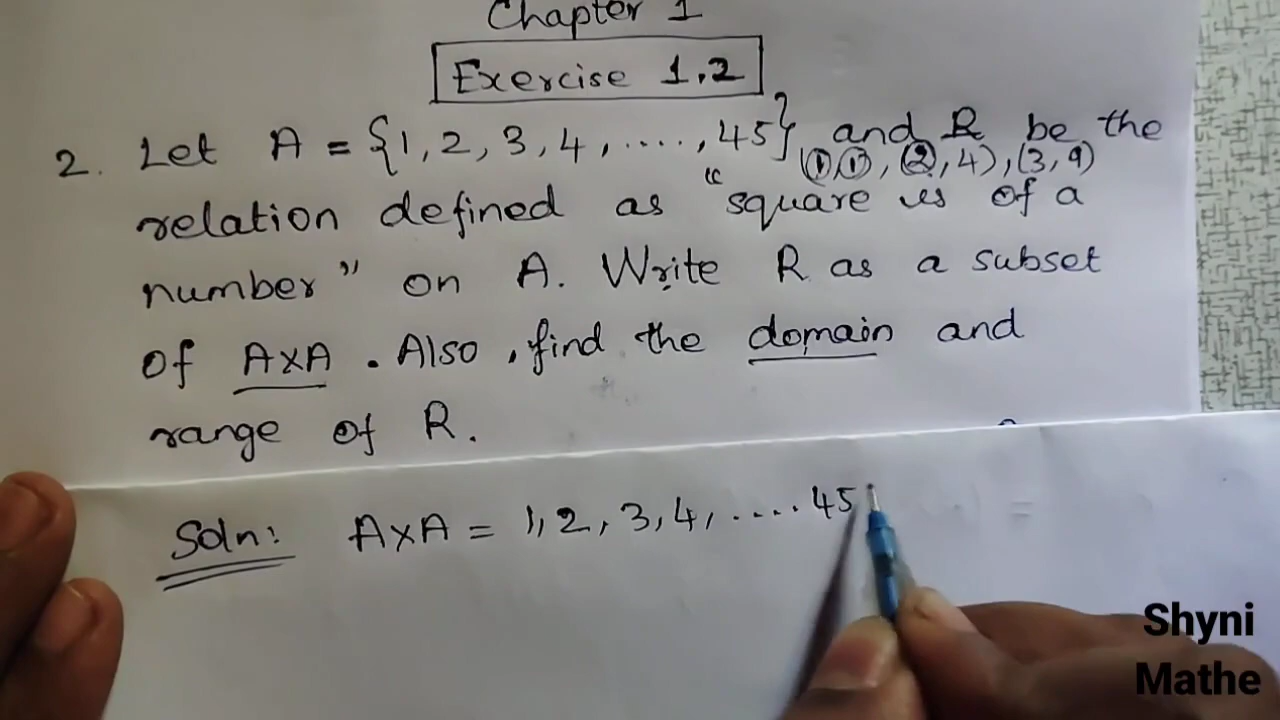 Chapter 1
Exercise 1.2
2. Let A = {1, 2, 3, 4, ...., 45} and R be the
(1, 1), (2, 4), (3, 9)
relation defined as "square is of a
number" on A. Write R as a subset
of A×A. Also, find the domain and
range of R.
Soln: A×A = 1, 2, 3, 4, .... 45
Shyni
Mathe